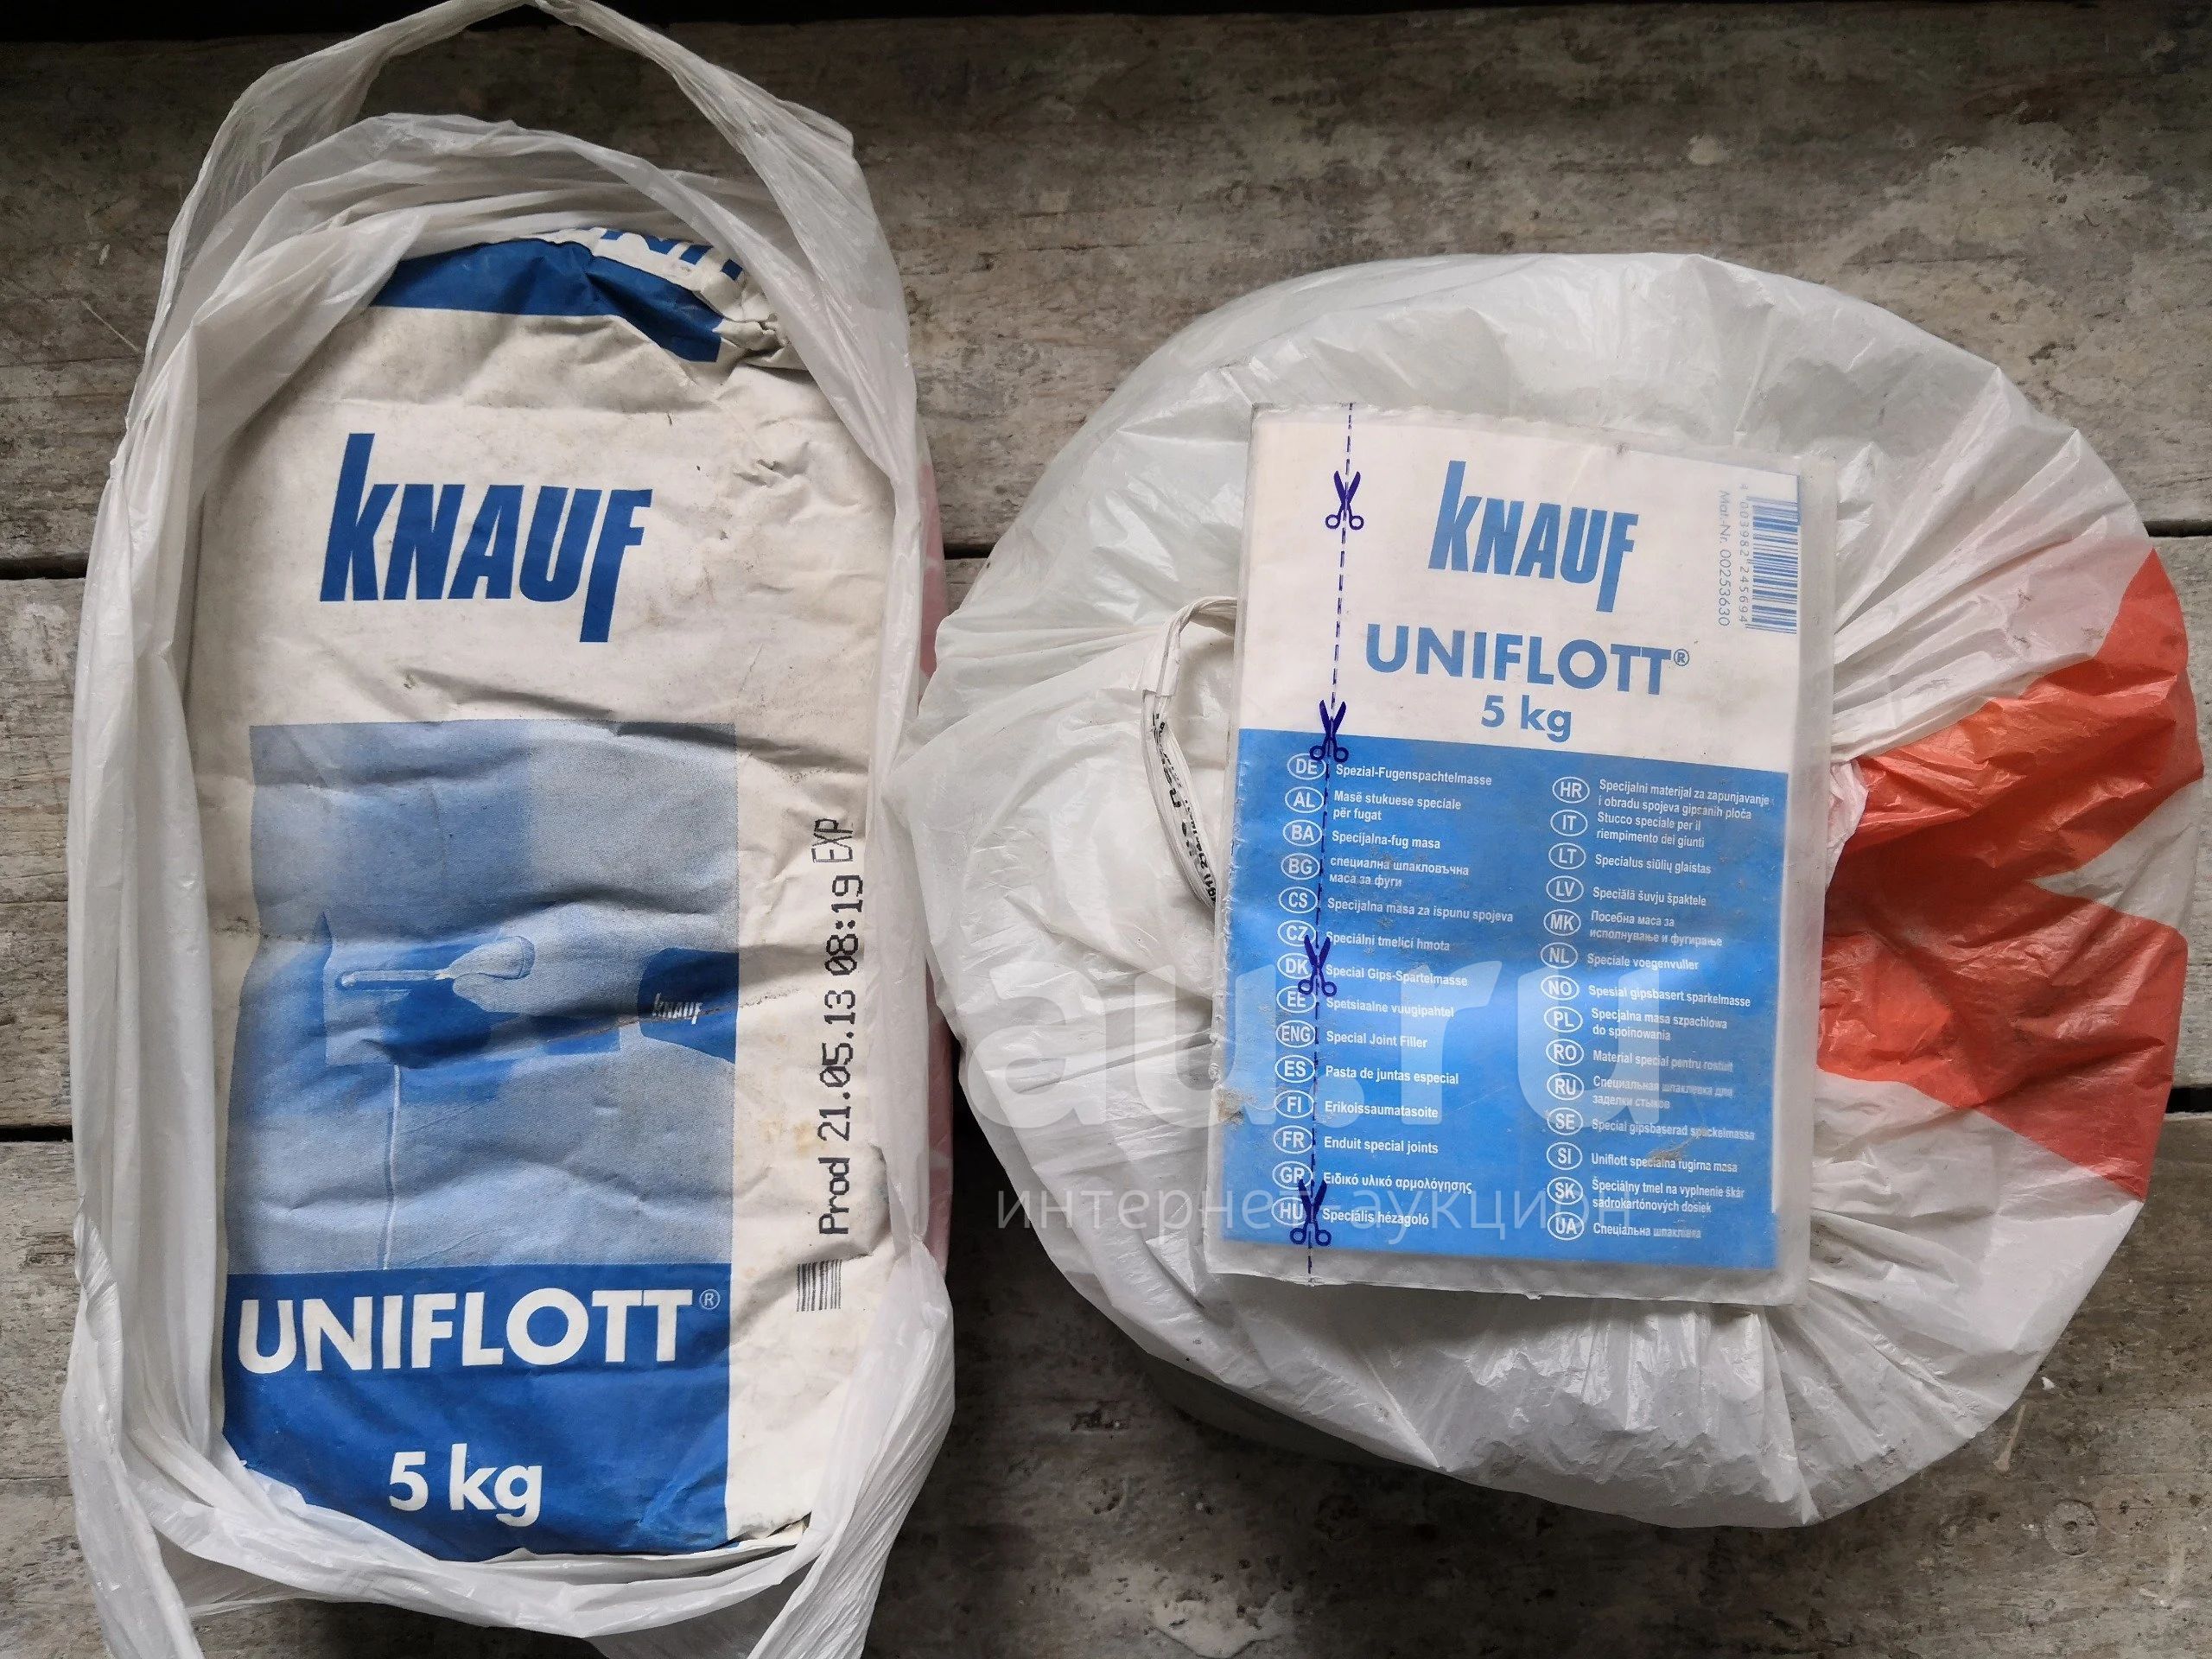 KNAUF
KNAUF
UNIFLOTT®
5 kg
Prod 21.05.13 08:19 EXP
KNAUF
UNIFLOTT®
5 kg
Mat-Nr. 00253630
4 003982 245694
DE Spezial-Fugenspachtelmasse
AL Masë stukuese speciale
për fugat
BA Specijalna-fug masa
BG специална шпакловъчна
маса за фуги
CS Specijalna masa za ispunu spojeva
CZ Speciální tmelicí hmota
DK Special Gips-Spartelmasse
EE Spetsiaalne vuugipahtel
ENG Special Joint Filler
ES Pasta de juntas especial
FI Erikoissaumatasoite
FR Enduit special joints
GR Ειδικό υλικό αρμολόγησης
HU Speciális hézagoló
HR Specijalni materijal za zapunjavanje
i obradu spojeva gipsanih ploča
IT Stucco speciale per il
riempimento dei giunti
LT Specialus siūlių glaistas
LV Speciālā šuvju špaktele
MK Посебна маса за
исполнување и фугирање
NL Speciale voegenvuller
NO Spesial gipsbasert sparkelmasse
PL Specjalna masa szpachlowa
do spoinowania
RO Material special pentru rostuit
RU Специальная шпаклевка для
заделки стыков
SE Special gipsbaserad spackelmassa
SI Uniflott specialna fugirna masa
SK Špeciálny tmel na vyplnenie škár
sadrokartónových dosiek
UA Спеціальна шпаклівка
au.ru
интернет-аукцион